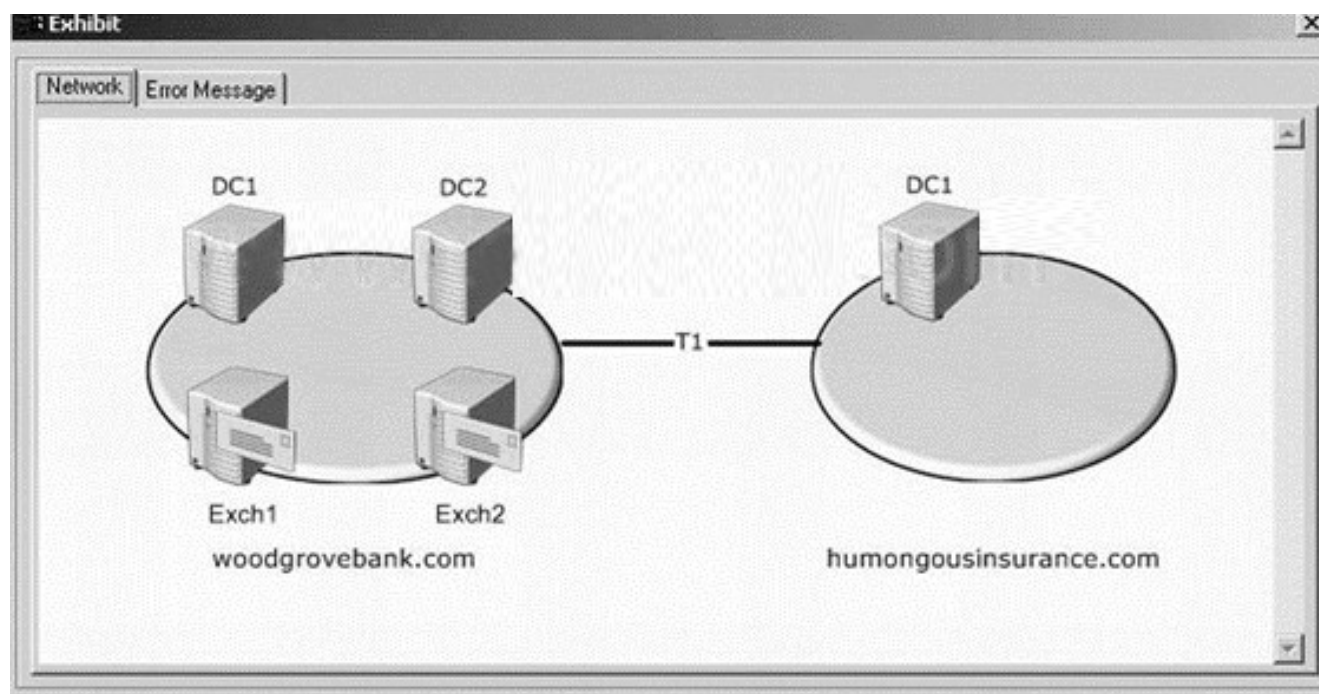 Exhibit
Network Error Message
DC1 DC2 DC1
T1
Exch1 Exch2
woodgrovebank.com humongousinsurance.com